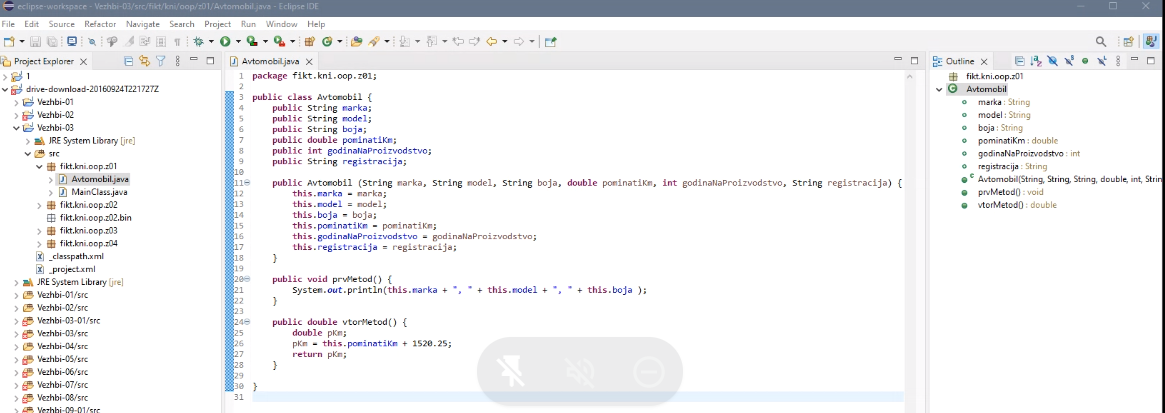 eclipse-workspace - Vezhbi-03/src/fikt/kni/oop/z01/Avtomobil.java - Eclipse IDE
File Edit Source Refactor Navigate Search Project Run Window Help
Project Explorer
1
drive-download-20160924T221727Z
Vezhbi-01
Vezhbi-02
Vezhbi-03
JRE System Library [jre]
src
fikt.kni.oop.z01
Avtomobil.java
MainClass.java
fikt.kni.oop.z02
fikt.kni.oop.z02.bin
fikt.kni.oop.z03
fikt.kni.oop.z04
_classpath.xml
_project.xml
JRE System Library [jre]
Vezhbi-01/src
Vezhbi-02/src
Vezhbi-03-01/src
Vezhbi-03/src
Vezhbi-04/src
Vezhbi-05/src
Vezhbi-06/src
Vezhbi-07/src
Vezhbi-08/src
Vezhbi-09-01/src
Avtomobil.java
1 package fikt.kni.oop.z01;
2
3 public class Avtomobil {
4 public String marka;
5 public String model;
6 public String boja;
7 public double pominatiKm;
8 public int godinaNaProizvodstvo;
9 public String registracija;
10
11 public Avtomobil (String marka, String model, String boja, double pominatiKm, int godinaNaProizvodstvo, String registracija) {
12 this.marka = marka;
13 this.model = model;
14 this.boja = boja;
15 this.pominatiKm = pominatiKm;
16 this.godinaNaProizvodstvo = godinaNaProizvodstvo;
17 this.registracija = registracija;
18 }
19
20 public void prvMetod() {
21 System.out.println(this.marka + ", " + this.model + ", " + this.boja );
22 }
23
24 public double vtorMetod() {
25 double pKm;
26 pKm = this.pominatiKm + 1520.25;
27 return pKm;
28 }
29
30 }
31
Outline
fikt.kni.oop.z01
Avtomobil
marka : String
model : String
boja : String
pominatiKm : double
godinaNaProizvodstvo : int
registracija : String
Avtomobil(String, String, String, double, int, Strin
prvMetod() : void
vtorMetod() : double